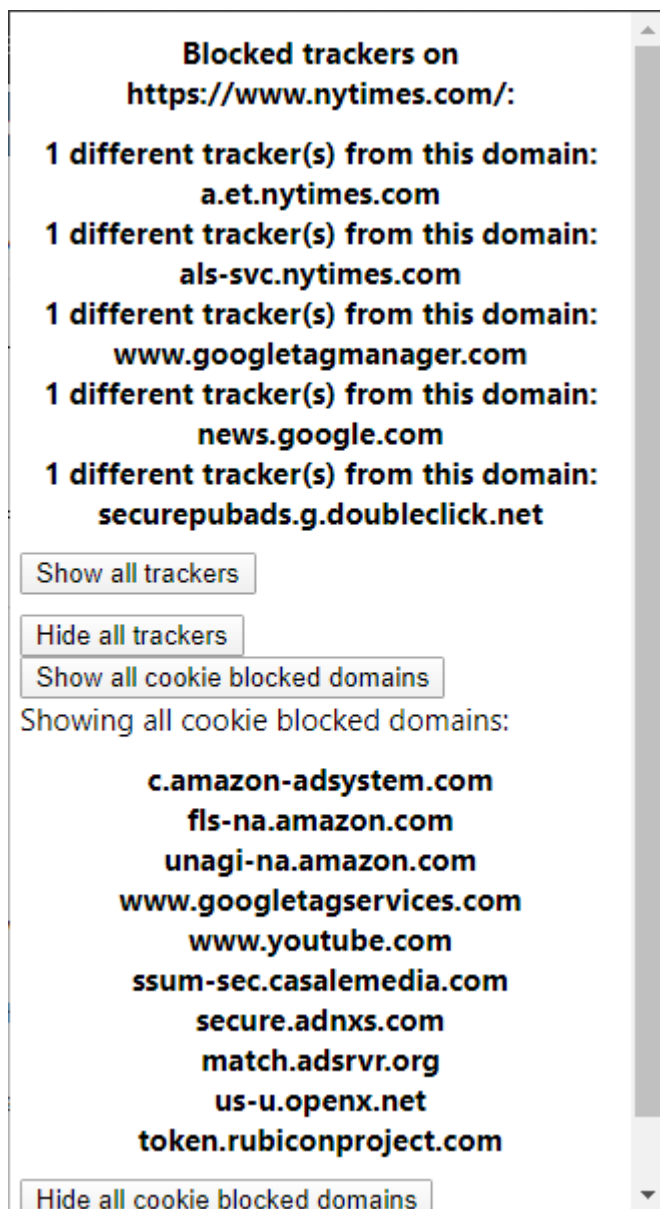 Blocked trackers on
https://www.nytimes.com/:
1 different tracker(s) from this domain:
a.et.nytimes.com
1 different tracker(s) from this domain:
als-svc.nytimes.com
1 different tracker(s) from this domain:
www.googletagmanager.com
1 different tracker(s) from this domain:
news.google.com
1 different tracker(s) from this domain:
securepubads.g.doubleclick.net
Show all trackers
Hide all trackers
Show all cookie blocked domains
Showing all cookie blocked domains:
c.amazon-adsystem.com
fls-na.amazon.com
unagi-na.amazon.com
www.googletagservices.com
www.youtube.com
ssum-sec.casalemedia.com
secure.adnxs.com
match.adsrvr.org
us-u.openx.net
token.rubiconproject.com
Hide all cookie blocked domains